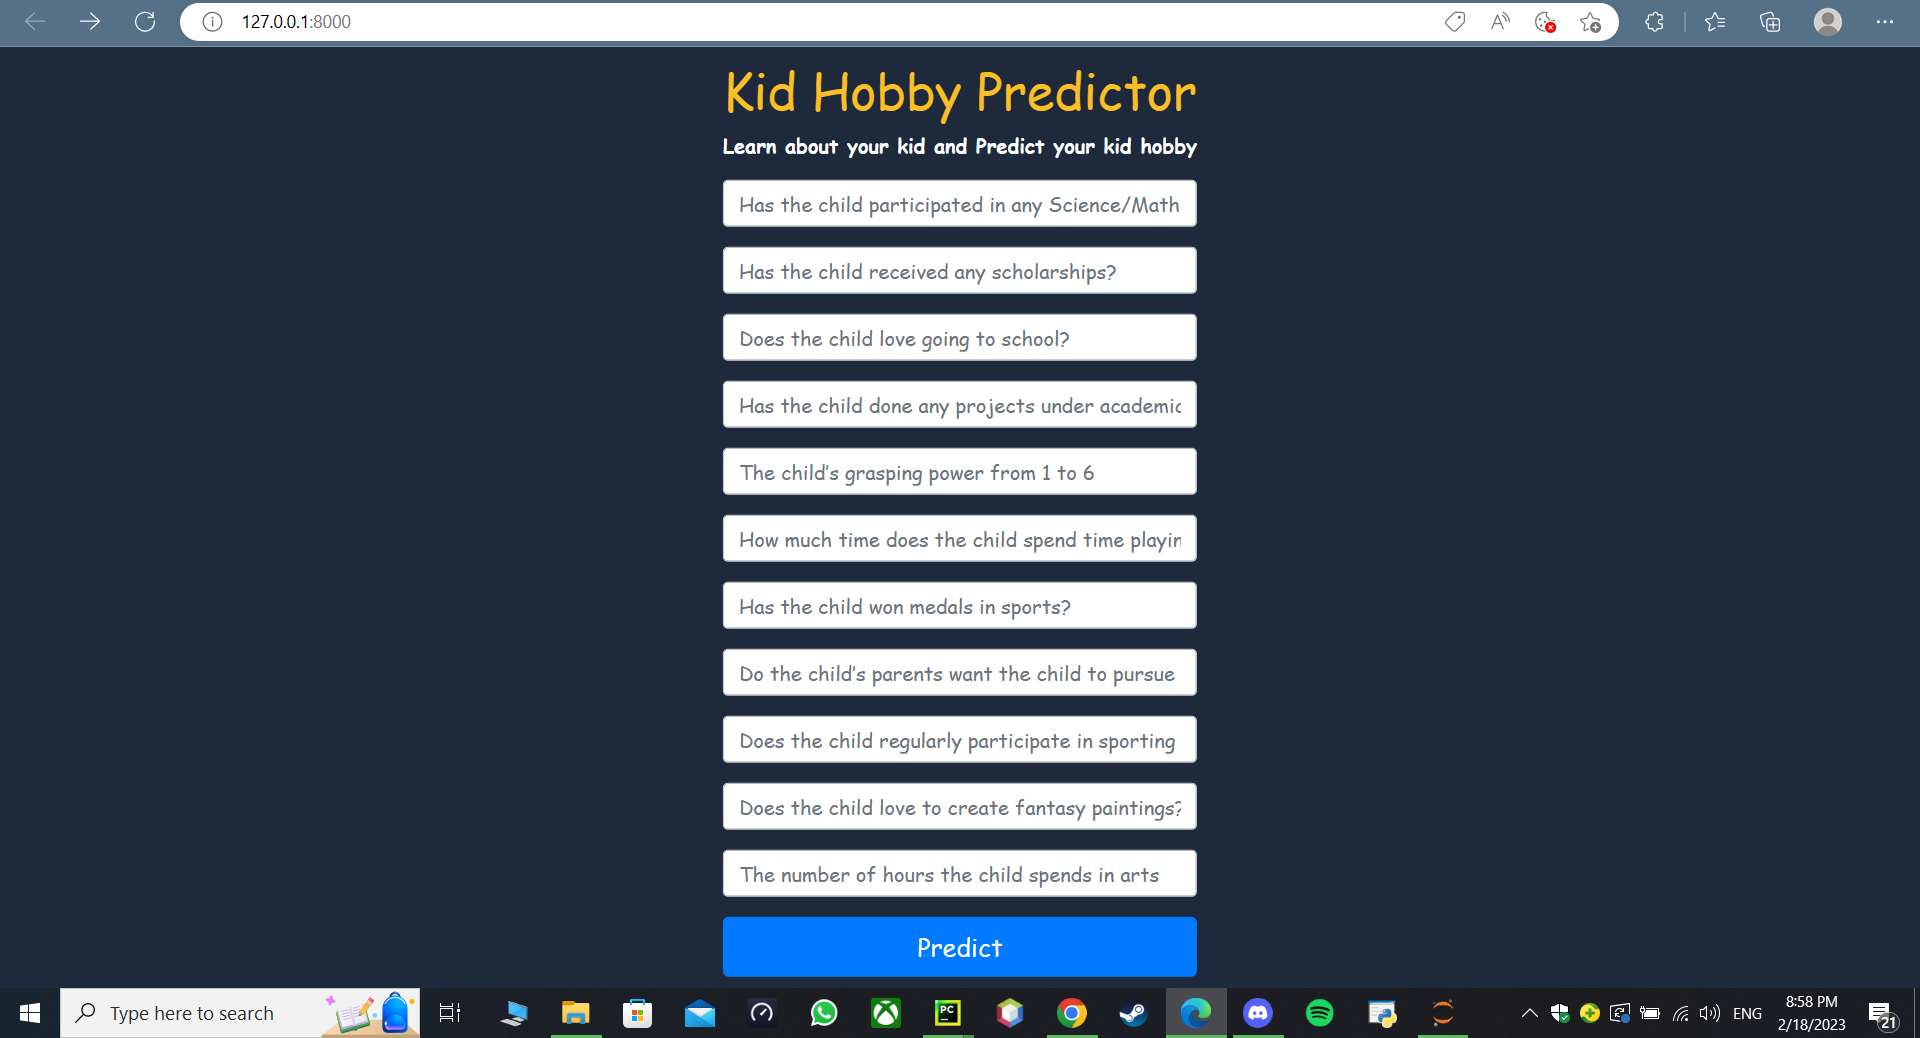 127.0.0.1:8000
Kid Hobby Predictor
Learn about your kid and Predict your kid hobby
Has the child participated in any Science/Math
Has the child received any scholarships?
Does the child love going to school?
Has the child done any projects under academic
The child's grasping power from 1 to 6
How much time does the child spend time playin
Has the child won medals in sports?
Do the child's parents want the child to pursue
Does the child regularly participate in sporting
Does the child love to create fantasy paintings?
The number of hours the child spends in arts
Predict
Type here to search
PC
ENG
8:58 PM
2/18/2023
21